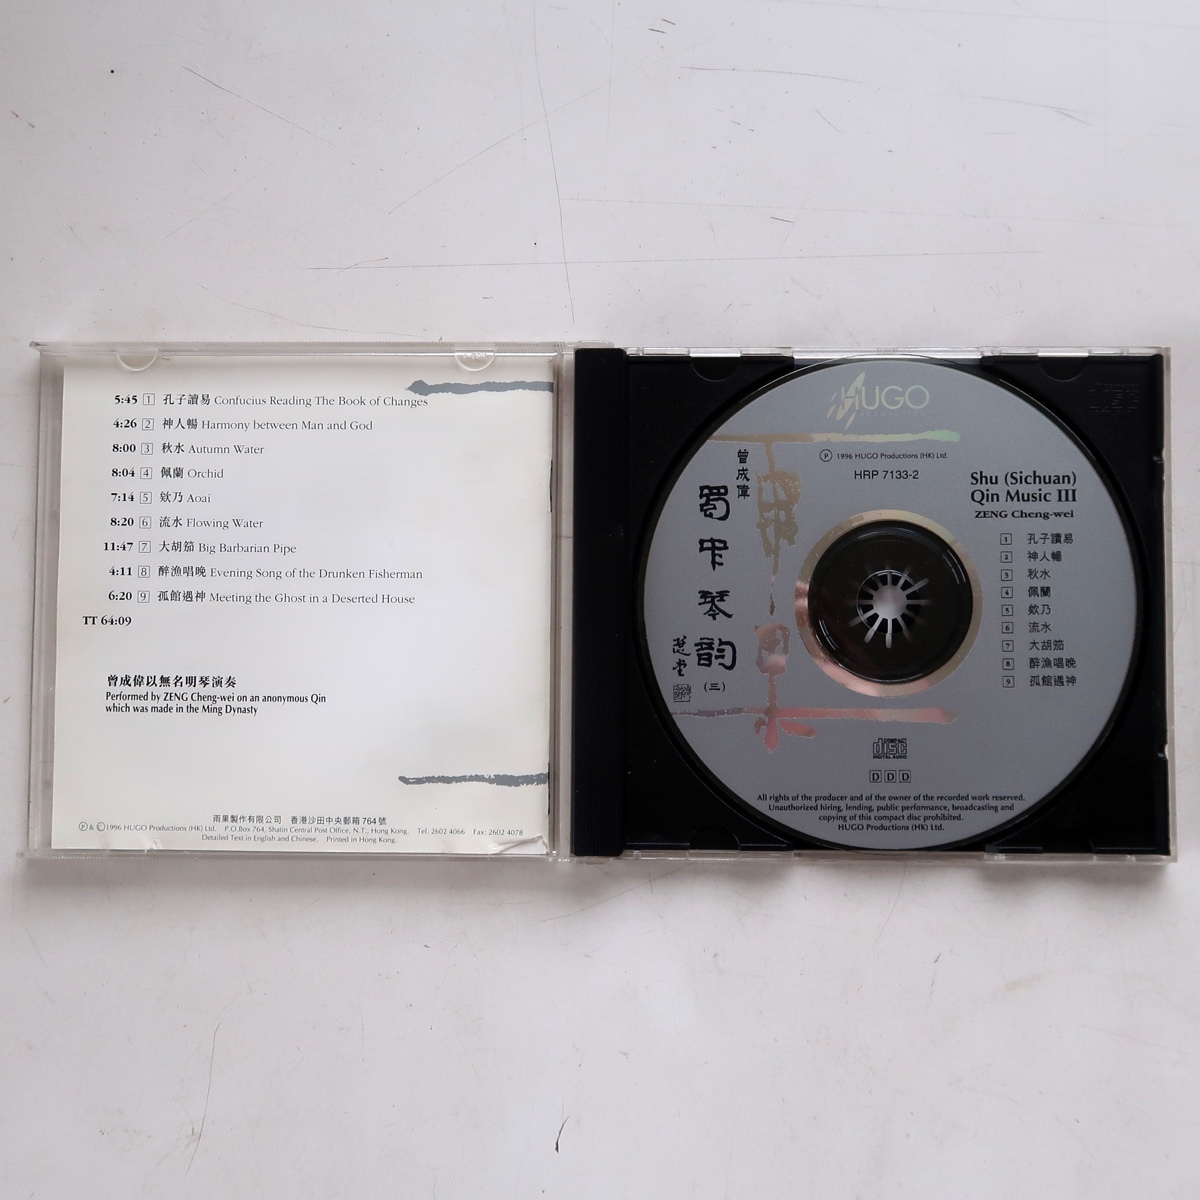 5:45 1 孔子讀易 Confucius Reading The Book of Changes
4:26 2 神人暢 Harmony between Man and God
8:00 3 秋水 Autumn Water
8:04 4 佩蘭 Orchid
7:14 5 欸乃 Aoai
8:20 6 流水 Flowing Water
11:47 7 大胡笳 Big Barbarian Pipe
4:11 8 醉漁唱晚 Evening Song of the Drunken Fisherman
6:20 9 孤館遇神 Meeting the Ghost in a Deserted House
TT 64:09
曾成偉以無名明琴演奏
Performed by ZENG Cheng-wei on an anonymous Qin
which was made in the Ming Dynasty
雨果製作有限公司 香港沙田中央郵箱 764 號
Ⓟ & Ⓒ 1996 HUGO Productions (HK) Ltd. P.O.Box 764, Shatin Central Post Office, N.T., Hong Kong. Tel: 2602 4066 Fax: 2602 4078
Detailed Text in English and Chinese. Printed in Hong Kong.
HUGO
Ⓟ 1996 HUGO Productions (HK) Ltd.
HRP 7133-2
曾成偉
蜀中琴韵
(三)
雨果
Shu (Sichuan)
Qin Music III
ZENG Cheng-wei
1 孔子讀易
2 神人暢
3 秋水
4 佩蘭
5 欸乃
6 流水
7 大胡笳
8 醉漁唱晚
9 孤館遇神
COMPACT
disc
DIGITAL AUDIO
D D D
All rights of the producer and of the owner of the recorded work reserved.
Unauthorized hiring, lending, public performance, broadcasting and
copying of this compact disc prohibited.
HUGO Productions (HK) Ltd.